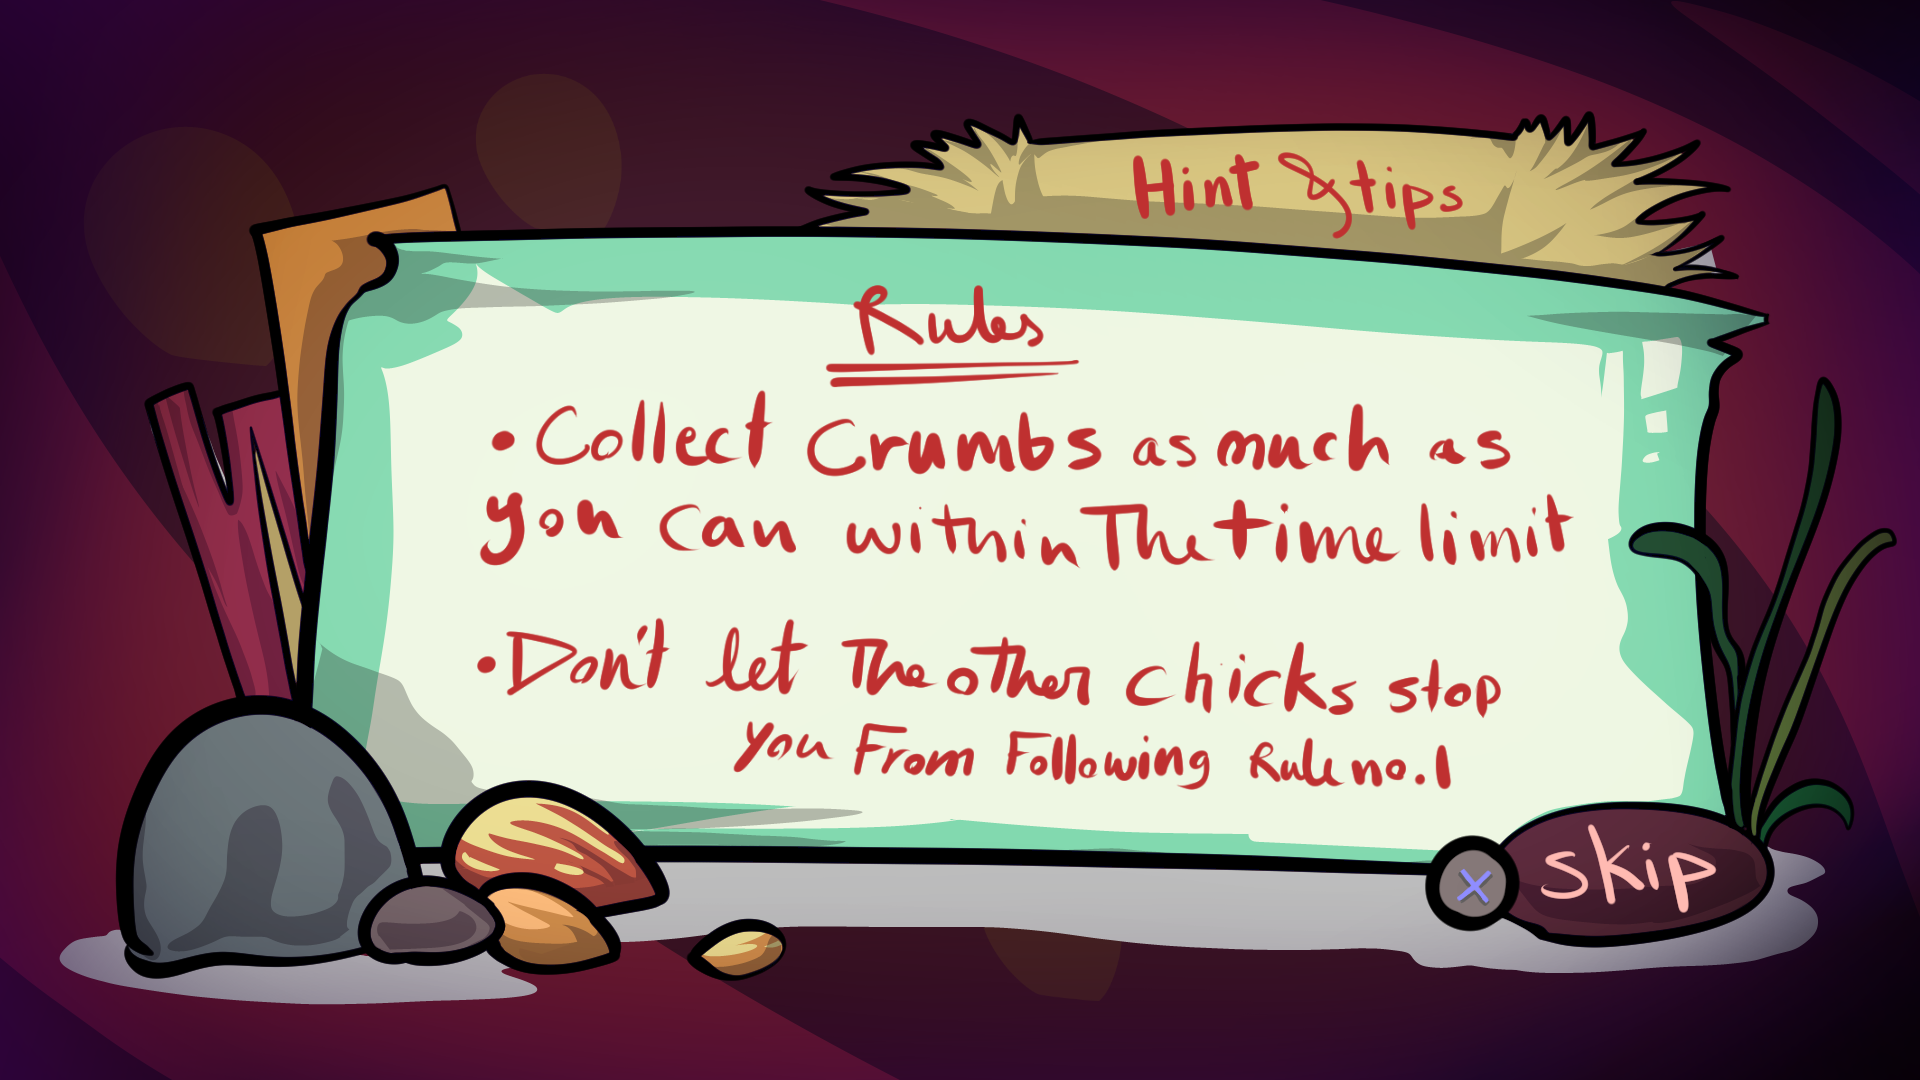 Hint & tips
Rules
• Collect Crumbs as much as
you can within The time limit
• Don't let The other chicks stop
you From Following Rule no.1
skip